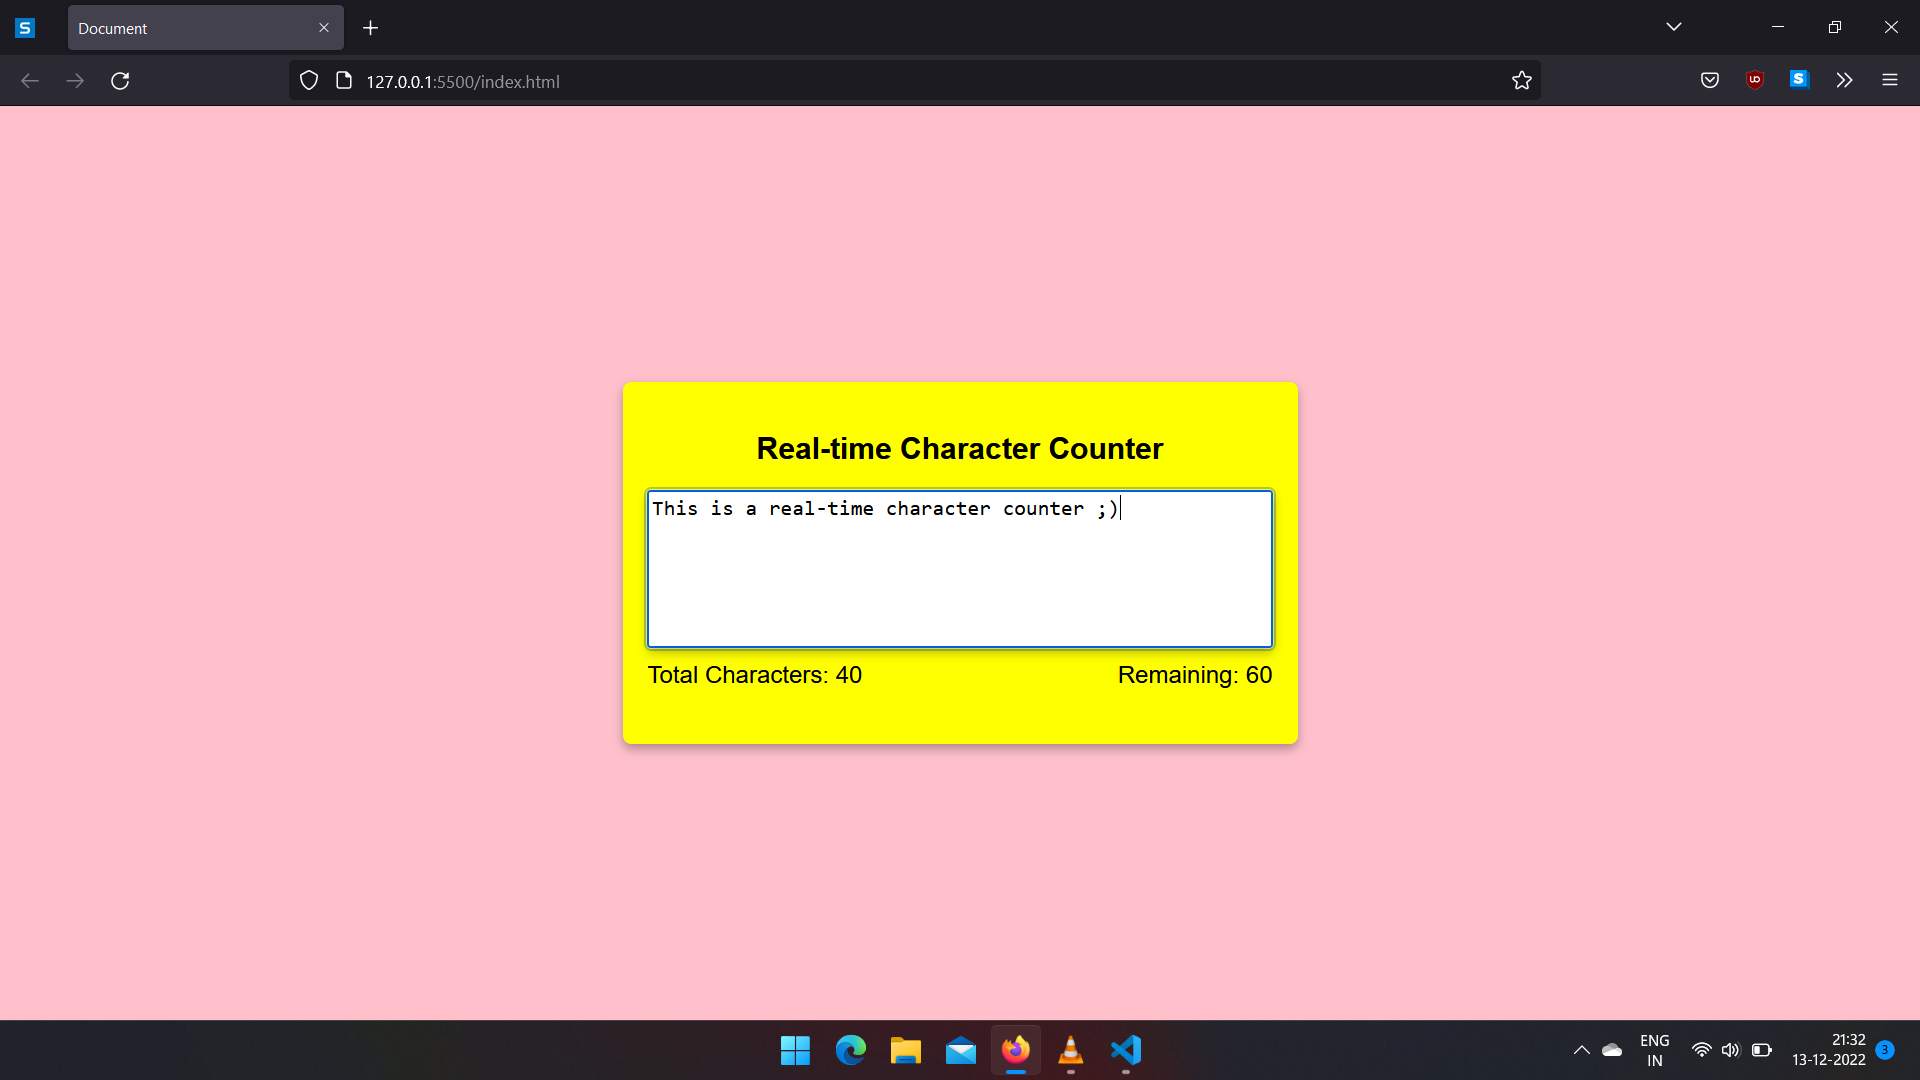 Document
127.0.0.1:5500/index.html
Real-time Character Counter
This is a real-time character counter ;)
Total Characters: 40
Remaining: 60
ENG
IN
21:32
13-12-2022
3